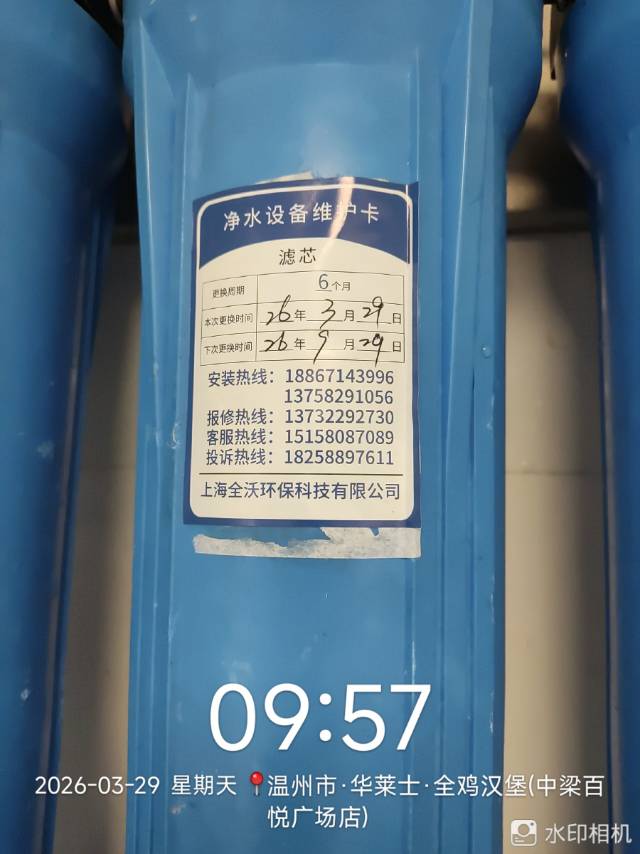 净水设备维护卡
滤芯
更换周期 6个月
本次更换时间 26年3月29日
下次更换时间 26年9月29日
安装热线：18867143996
13758291056
报修热线：13732292730
客服热线：15158087089
投诉热线：18258897611
上海全沃环保科技有限公司
09:57
2026-03-29 星期天 📍温州市·华莱士·全鸡汉堡(中梁百
悦广场店)
水印相机